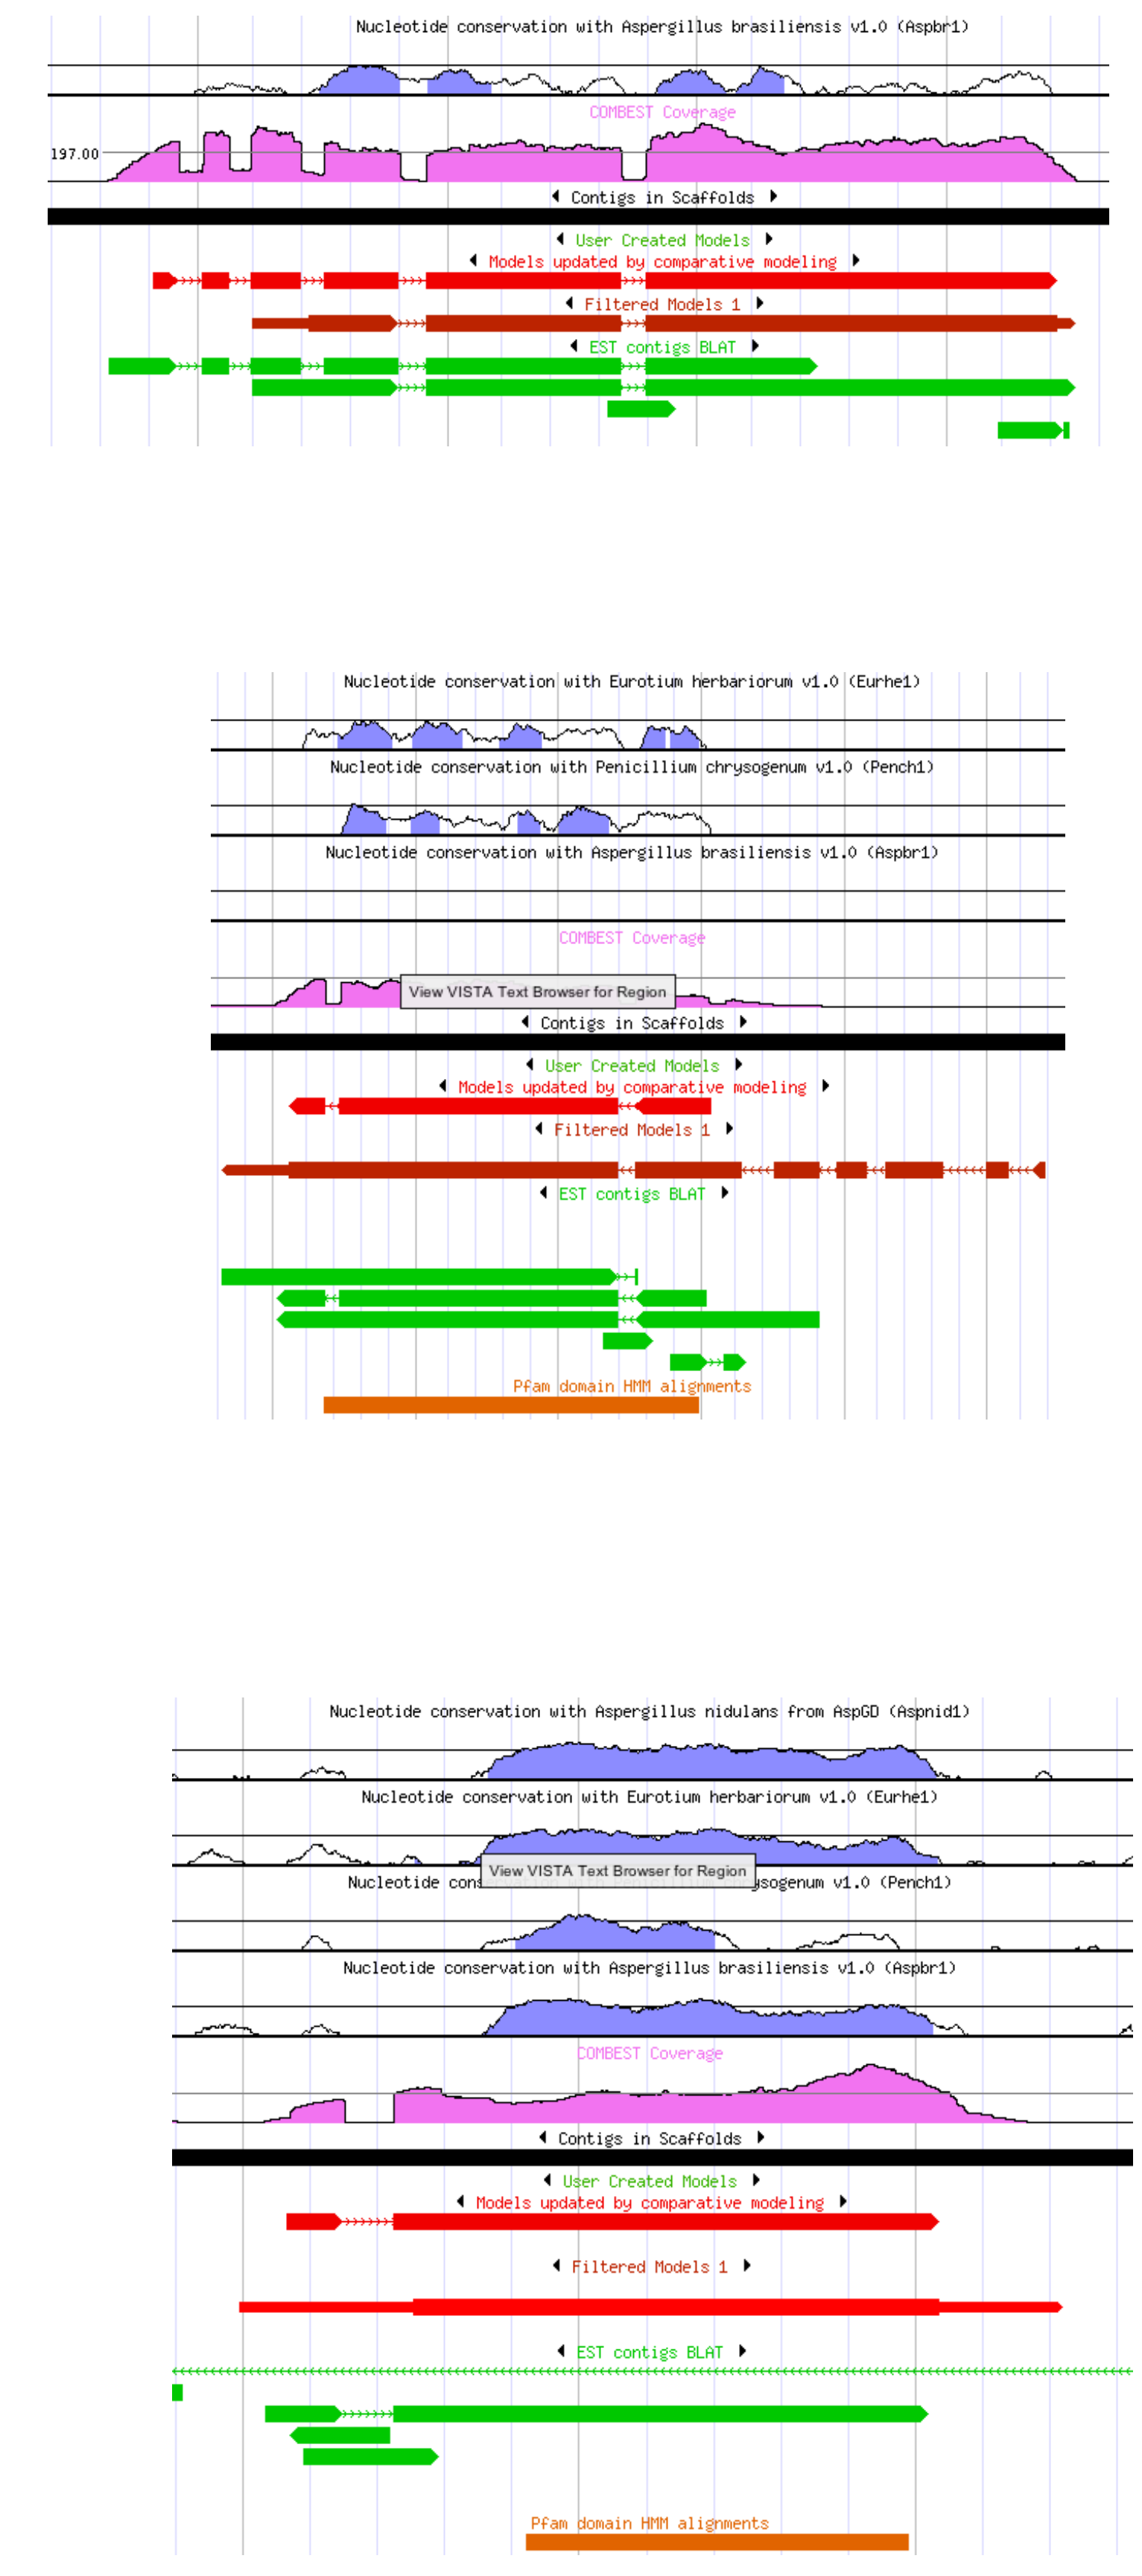 Nucleotide conservation with Aspergillus brasiliensis v1.0 (Aspbr1)
COMBEST Coverage
197.00
Contigs in Scaffolds
User Created Models
Models updated by comparative modeling
Filtered Models 1
EST contigs BLAT
Nucleotide conservation with Eurotium herbariorum v1.0 (Eurhe1)
Nucleotide conservation with Penicillium chrysogenum v1.0 (Pench1)
Nucleotide conservation with Aspergillus brasiliensis v1.0 (Aspbr1)
COMBEST Coverage
View VISTA Text Browser for Region
Contigs in Scaffolds
User Created Models
Models updated by comparative modeling
Filtered Models 1
EST contigs BLAT
Pfam domain HMM alignments
Nucleotide conservation with Aspergillus nidulans from AspGD (Aspnid1)
Nucleotide conservation with Eurotium herbariorum v1.0 (Eurhe1)
View VISTA Text Browser for Region
Nucleotide cons ysogenum v1.0 (Pench1)
Nucleotide conservation with Aspergillus brasiliensis v1.0 (Aspbr1)
COMBEST Coverage
Contigs in Scaffolds
User Created Models
Models updated by comparative modeling
Filtered Models 1
EST contigs BLAT
Pfam domain HMM alignments